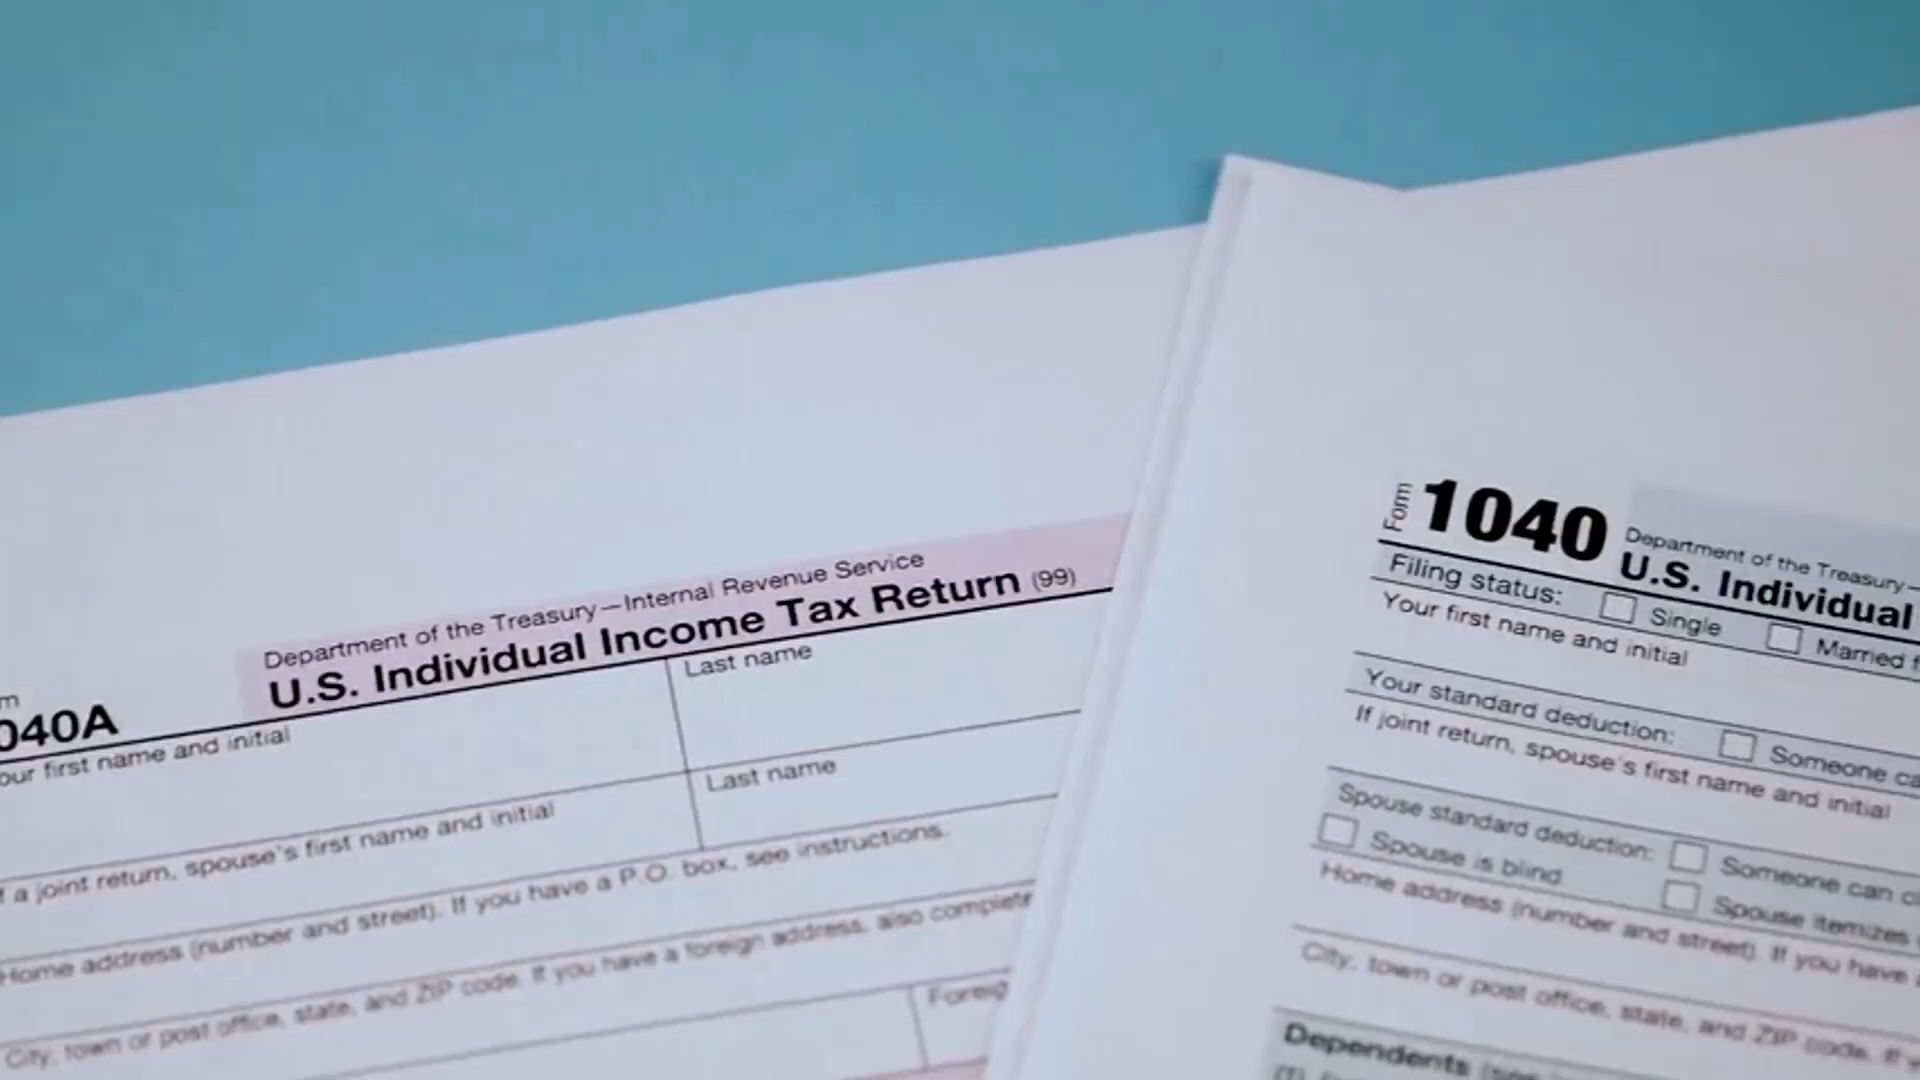 Department of the Treasury—Internal Revenue Service
U.S. Individual Income Tax Return (99)
040A
our first name and initial
Last name
f a joint return, spouse's first name and initial
Last name
Home address (number and street). If you have a P.O. box, see instructions.
City, town or post office, state, and ZIP code. If you have a foreign address, also complete
Foreig
Form 1040
Department of the Treasury—
U.S. Individual
Filing status: Single Married f
Your first name and initial
Your standard deduction: Someone ca
If joint return, spouse's first name and initial
Spouse standard deduction: Someone can c
Spouse is blind Spouse itemizes
Home address (number and street). If you have
City, town or post office, state, and ZIP code. If y
Dependents (see